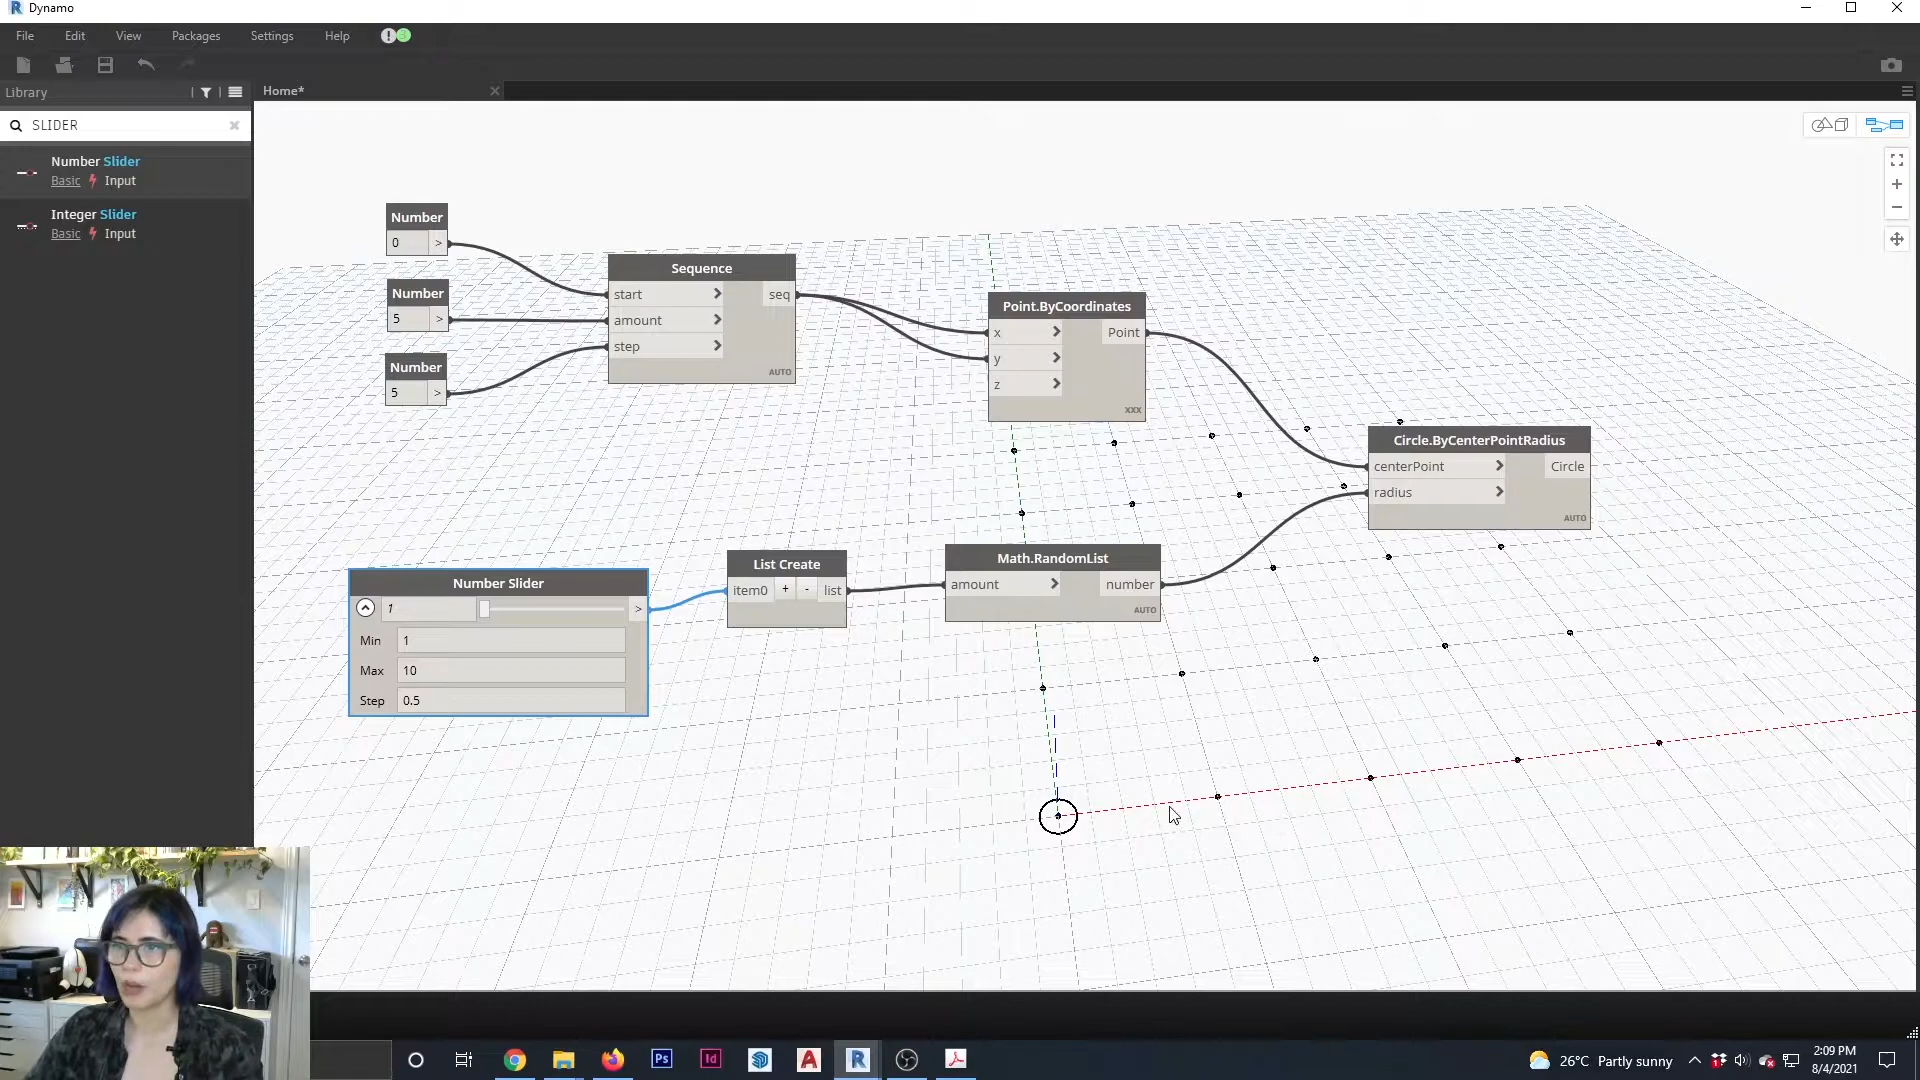 Dynamo
File Edit View Packages Settings Help
Library
Home*
SLIDER
Number Slider
Basic Input
Integer Slider
Basic Input
Number
0 >
Number
5 >
Number
5 >
Sequence
start > seq
amount >
step >
AUTO
Point.ByCoordinates
x > Point
y >
z >
XXX
Circle.ByCenterPointRadius
centerPoint > Circle
radius >
AUTO
Number Slider
1 >
Min 1
Max 10
Step 0.5
List Create
item0 + - list
Math.RandomList
amount > number
AUTO
Ps Id A R
26°C Partly sunny
2:09 PM
8/4/2021